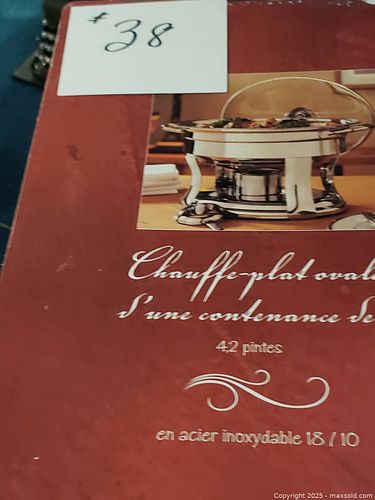 #38
Chauffe-plat ovale
d'une contenance de
4,2 pintes
en acier inoxydable 18 / 10
Copyright 2025 - maxsold.com